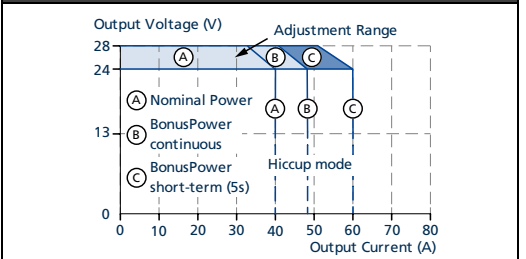 Output Voltage (V)
Adjustment Range
28
A
B
C
24
A Nominal Power
A
B
C
B BonusPower
continuous
13
Hiccup mode
C BonusPower
short-term (5s)
0
0 10 20 30 40 50 60 70 80
Output Current (A)